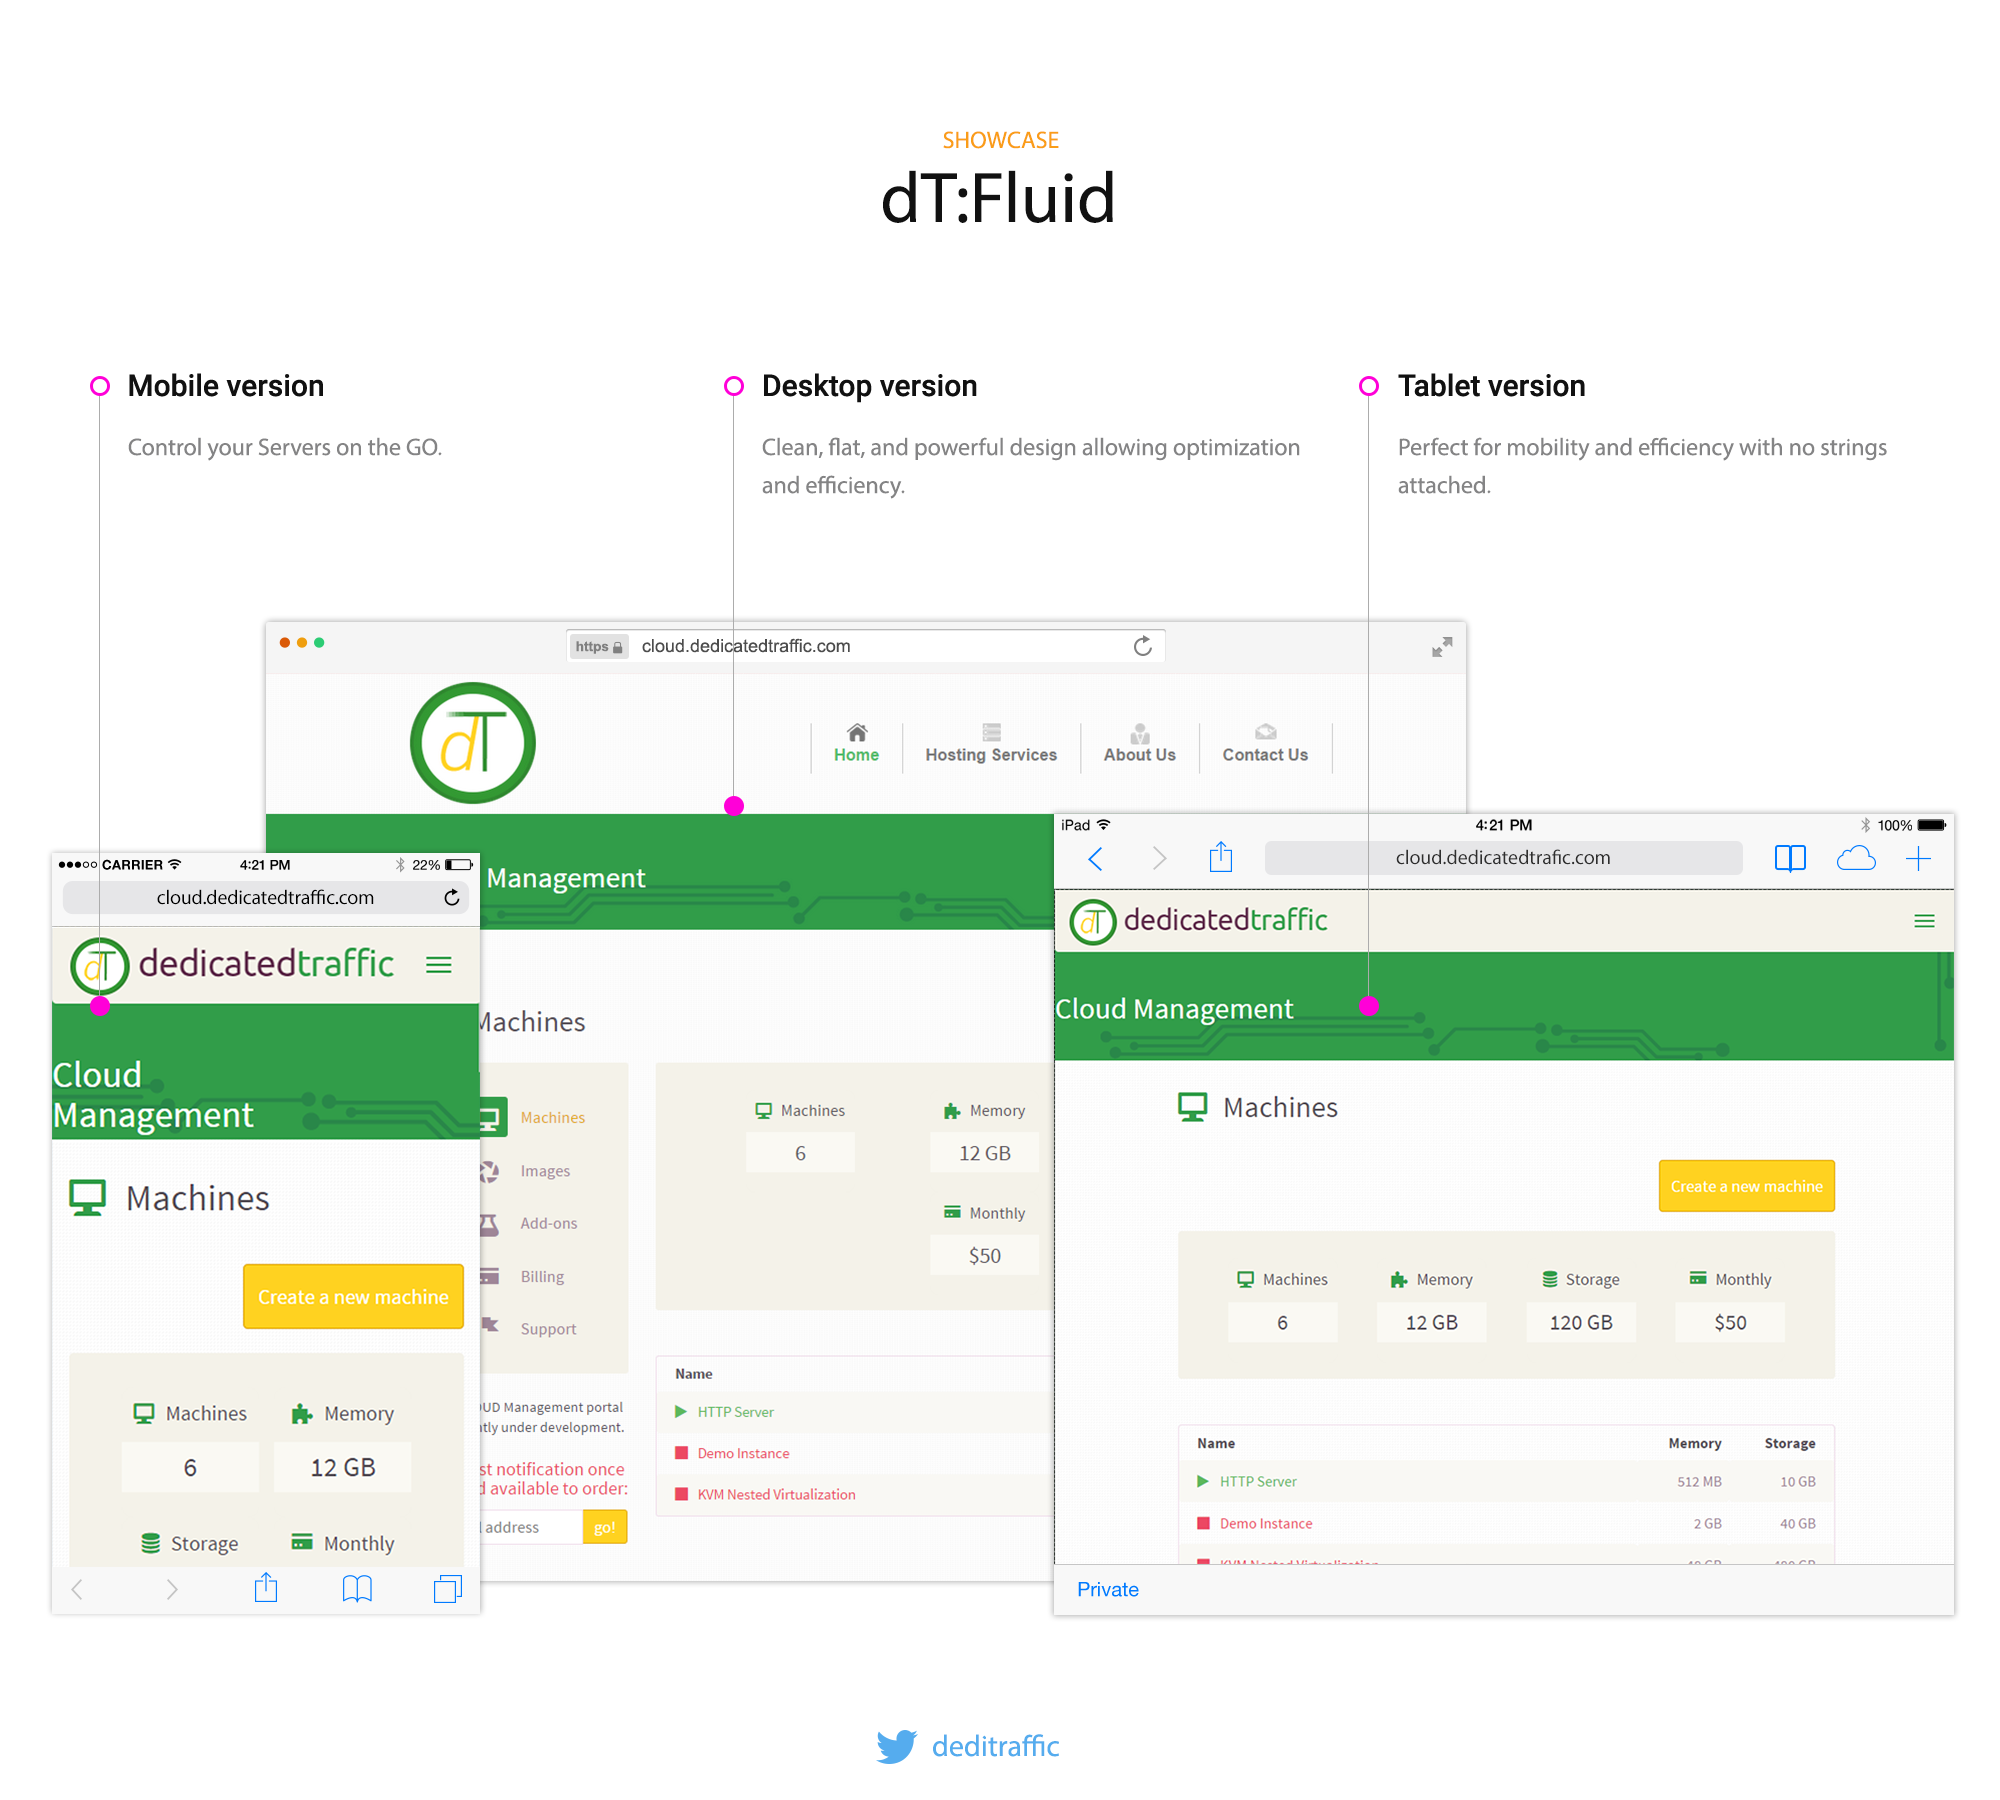 SHOWCASE
dT:Fluid
Mobile version
Control your Servers on the GO.
Desktop version
Clean, flat, and powerful design allowing optimization
and efficiency.
Tablet version
Perfect for mobility and efficiency with no strings
attached.
https cloud.dedicatedtraffic.com
dT
Home Hosting Services About Us Contact Us
Management
Machines
Machines
Images
Add-ons
Billing
Support
Machines Memory
6 12 GB
Monthly
$50
OUD Management portal
tly under development.
st notification once
d available to order:
address go!
Name
HTTP Server
Demo Instance
KVM Nested Virtualization
CARRIER 4:21 PM 22%
cloud.dedicatedtraffic.com
dT dedicatedtraffic
Cloud
Management
Machines
Create a new machine
Machines Memory
6 12 GB
Storage Monthly
iPad 4:21 PM 100%
cloud.dedicatedtrafic.com
dT dedicatedtraffic
Cloud Management
Machines
Create a new machine
Machines Memory Storage Monthly
6 12 GB 120 GB $50
Name Memory Storage
HTTP Server 512 MB 10 GB
Demo Instance 2 GB 40 GB
KVM Nested Virtualization
Private
deditraffic